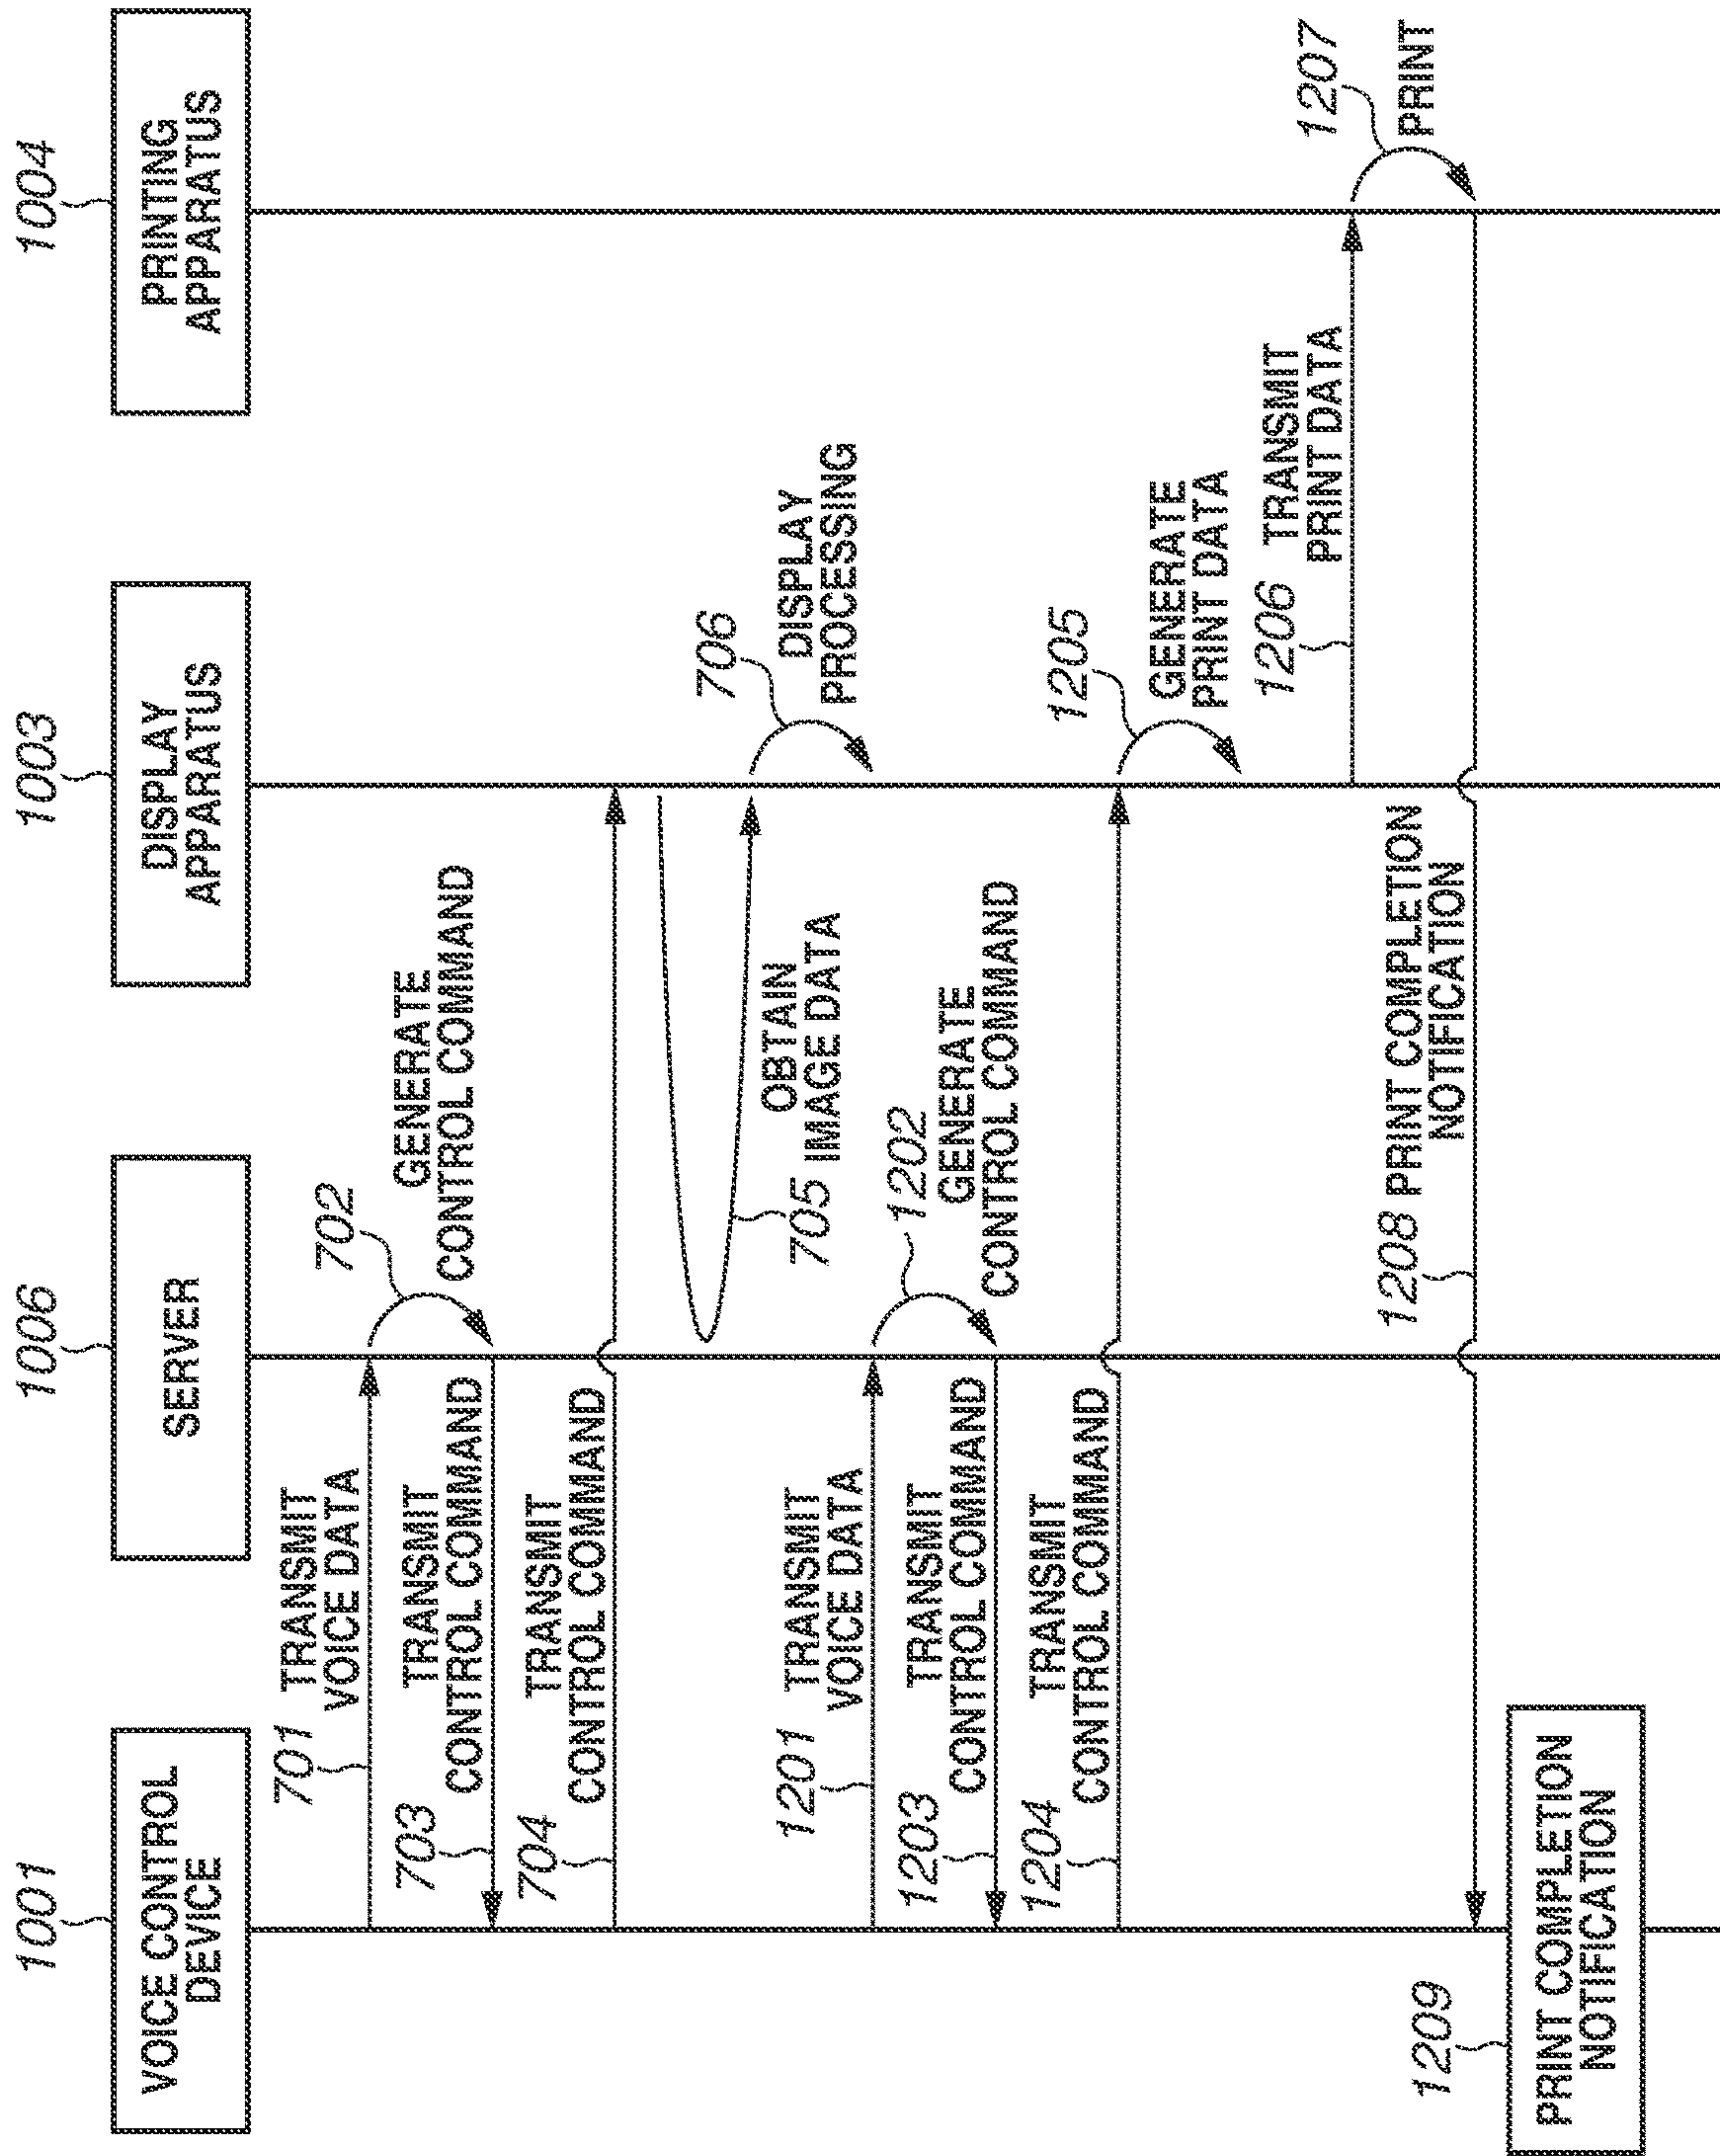 1001
VOICE CONTROL
DEVICE
1006
SERVER
1003
DISPLAY
APPARATUS
1004
PRINTING
APPARATUS
701
TRANSMIT
VOICE DATA
702
GENERATE
CONTROL COMMAND
703
TRANSMIT
CONTROL COMMAND
704
TRANSMIT
CONTROL COMMAND
705
OBTAIN
IMAGE DATA
706
DISPLAY
PROCESSING
1201
TRANSMIT
VOICE DATA
1202
GENERATE
CONTROL COMMAND
1203
TRANSMIT
CONTROL COMMAND
1204
TRANSMIT
CONTROL COMMAND
1205
GENERATE
PRINT DATA
1206
TRANSMIT
PRINT DATA
1207
PRINT
1208
PRINT COMPLETION
NOTIFICATION
1209
PRINT COMPLETION
NOTIFICATION